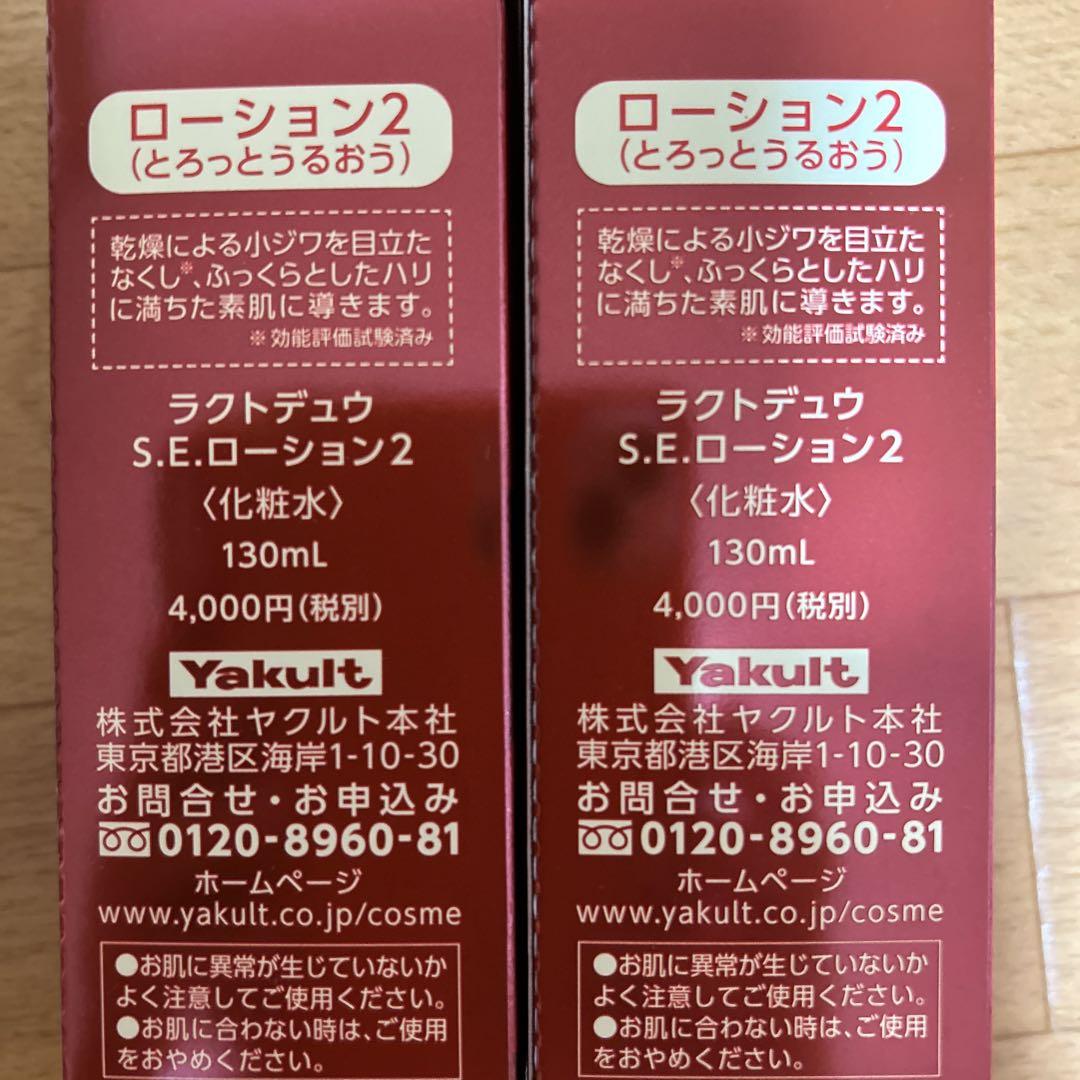 ローション2
(とろっとうるおう)
乾燥による小ジワを目立た
なくし※、ふっくらとしたハリ
に満ちた素肌に導きます。
※効能評価試験済み
ラクトデュウ
S.E.ローション2
〈化粧水〉
130mL
4,000円(税別)
Yakult
株式会社ヤクルト本社
東京都港区海岸1-10-30
お問合せ・お申込み
0120-8960-81
ホームページ
www.yakult.co.jp/cosme
●お肌に異常が生じていないか
よく注意してご使用ください。
●お肌に合わない時は、ご使用
をおやめください。
ローション2
(とろっとうるおう)
乾燥による小ジワを目立た
なくし※、ふっくらとしたハリ
に満ちた素肌に導きます。
※効能評価試験済み
ラクトデュウ
S.E.ローション2
〈化粧水〉
130mL
4,000円(税別)
Yakult
株式会社ヤクルト本社
東京都港区海岸1-10-30
お問合せ・お申込み
0120-8960-81
ホームページ
www.yakult.co.jp/cosme
●お肌に異常が生じていないか
よく注意してご使用ください。
●お肌に合わない時は、ご使用
をおやめください。